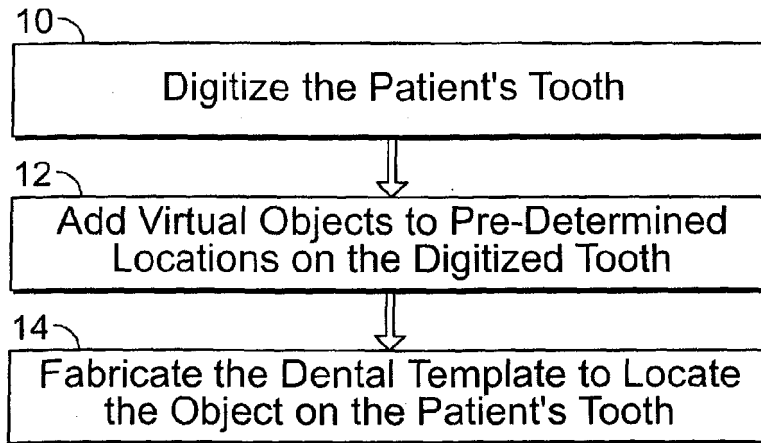 10
Digitize the Patient's Tooth
12
Add Virtual Objects to Pre-Determined
Locations on the Digitized Tooth
14
Fabricate the Dental Template to Locate
the Object on the Patient's Tooth